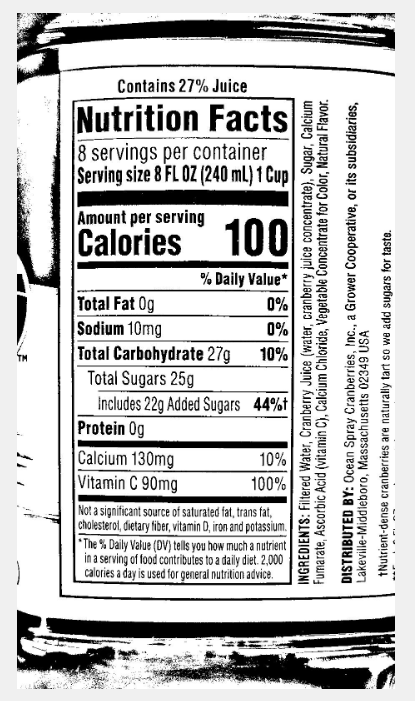 Contains 27% Juice
Nutrition Facts
8 servings per container
Serving size 8 FL OZ (240 mL) 1 Cup
Amount per serving
Calories 100
% Daily Value*
Total Fat 0g 0%
Sodium 10mg 0%
Total Carbohydrate 27g 10%
Total Sugars 25g
Includes 22g Added Sugars 44%†
Protein 0g
Calcium 130mg 10%
Vitamin C 90mg 100%
Not a significant source of saturated fat, trans fat,
cholesterol, dietary fiber, vitamin D, iron and potassium.
*The % Daily Value (DV) tells you how much a nutrient
in a serving of food contributes to a daily diet. 2,000
calories a day is used for general nutrition advice.
INGREDIENTS: Filtered Water, Cranberry Juice (water, cranberry juice concentrate), Sugar, Calcium
Fumarate, Ascorbic Acid (vitamin C), Calcium Chloride, Vegetable Concentrate for Color, Natural Flavor.
DISTRIBUTED BY: Ocean Spray Cranberries, Inc., a Grower Cooperative, or its subsidiaries,
Lakeville-Middleboro, Massachusetts 02349 USA
†Nutrient-dense cranberries are naturally tart so we add sugars for taste.
TM